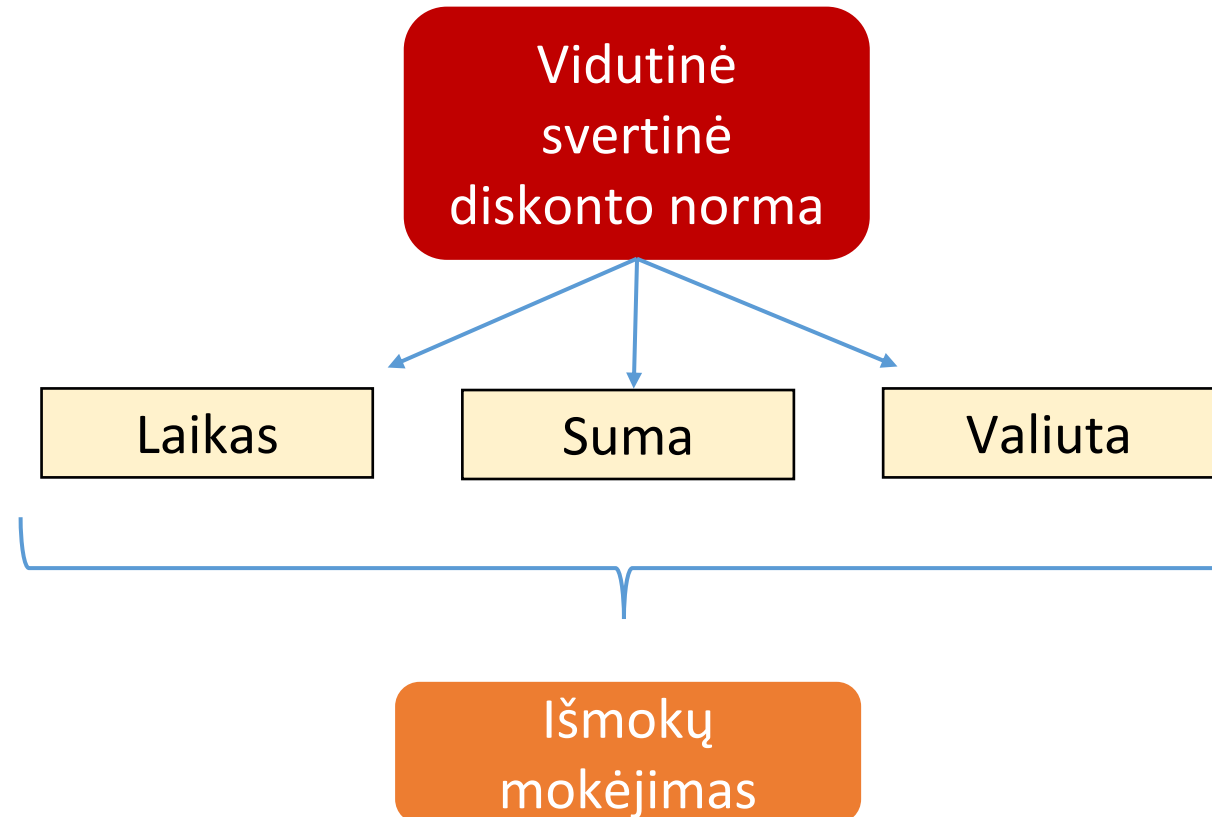 Vidutinė
svertinė
diskonto norma
Laikas
Suma
Valiuta
Išmokų
mokėjimas